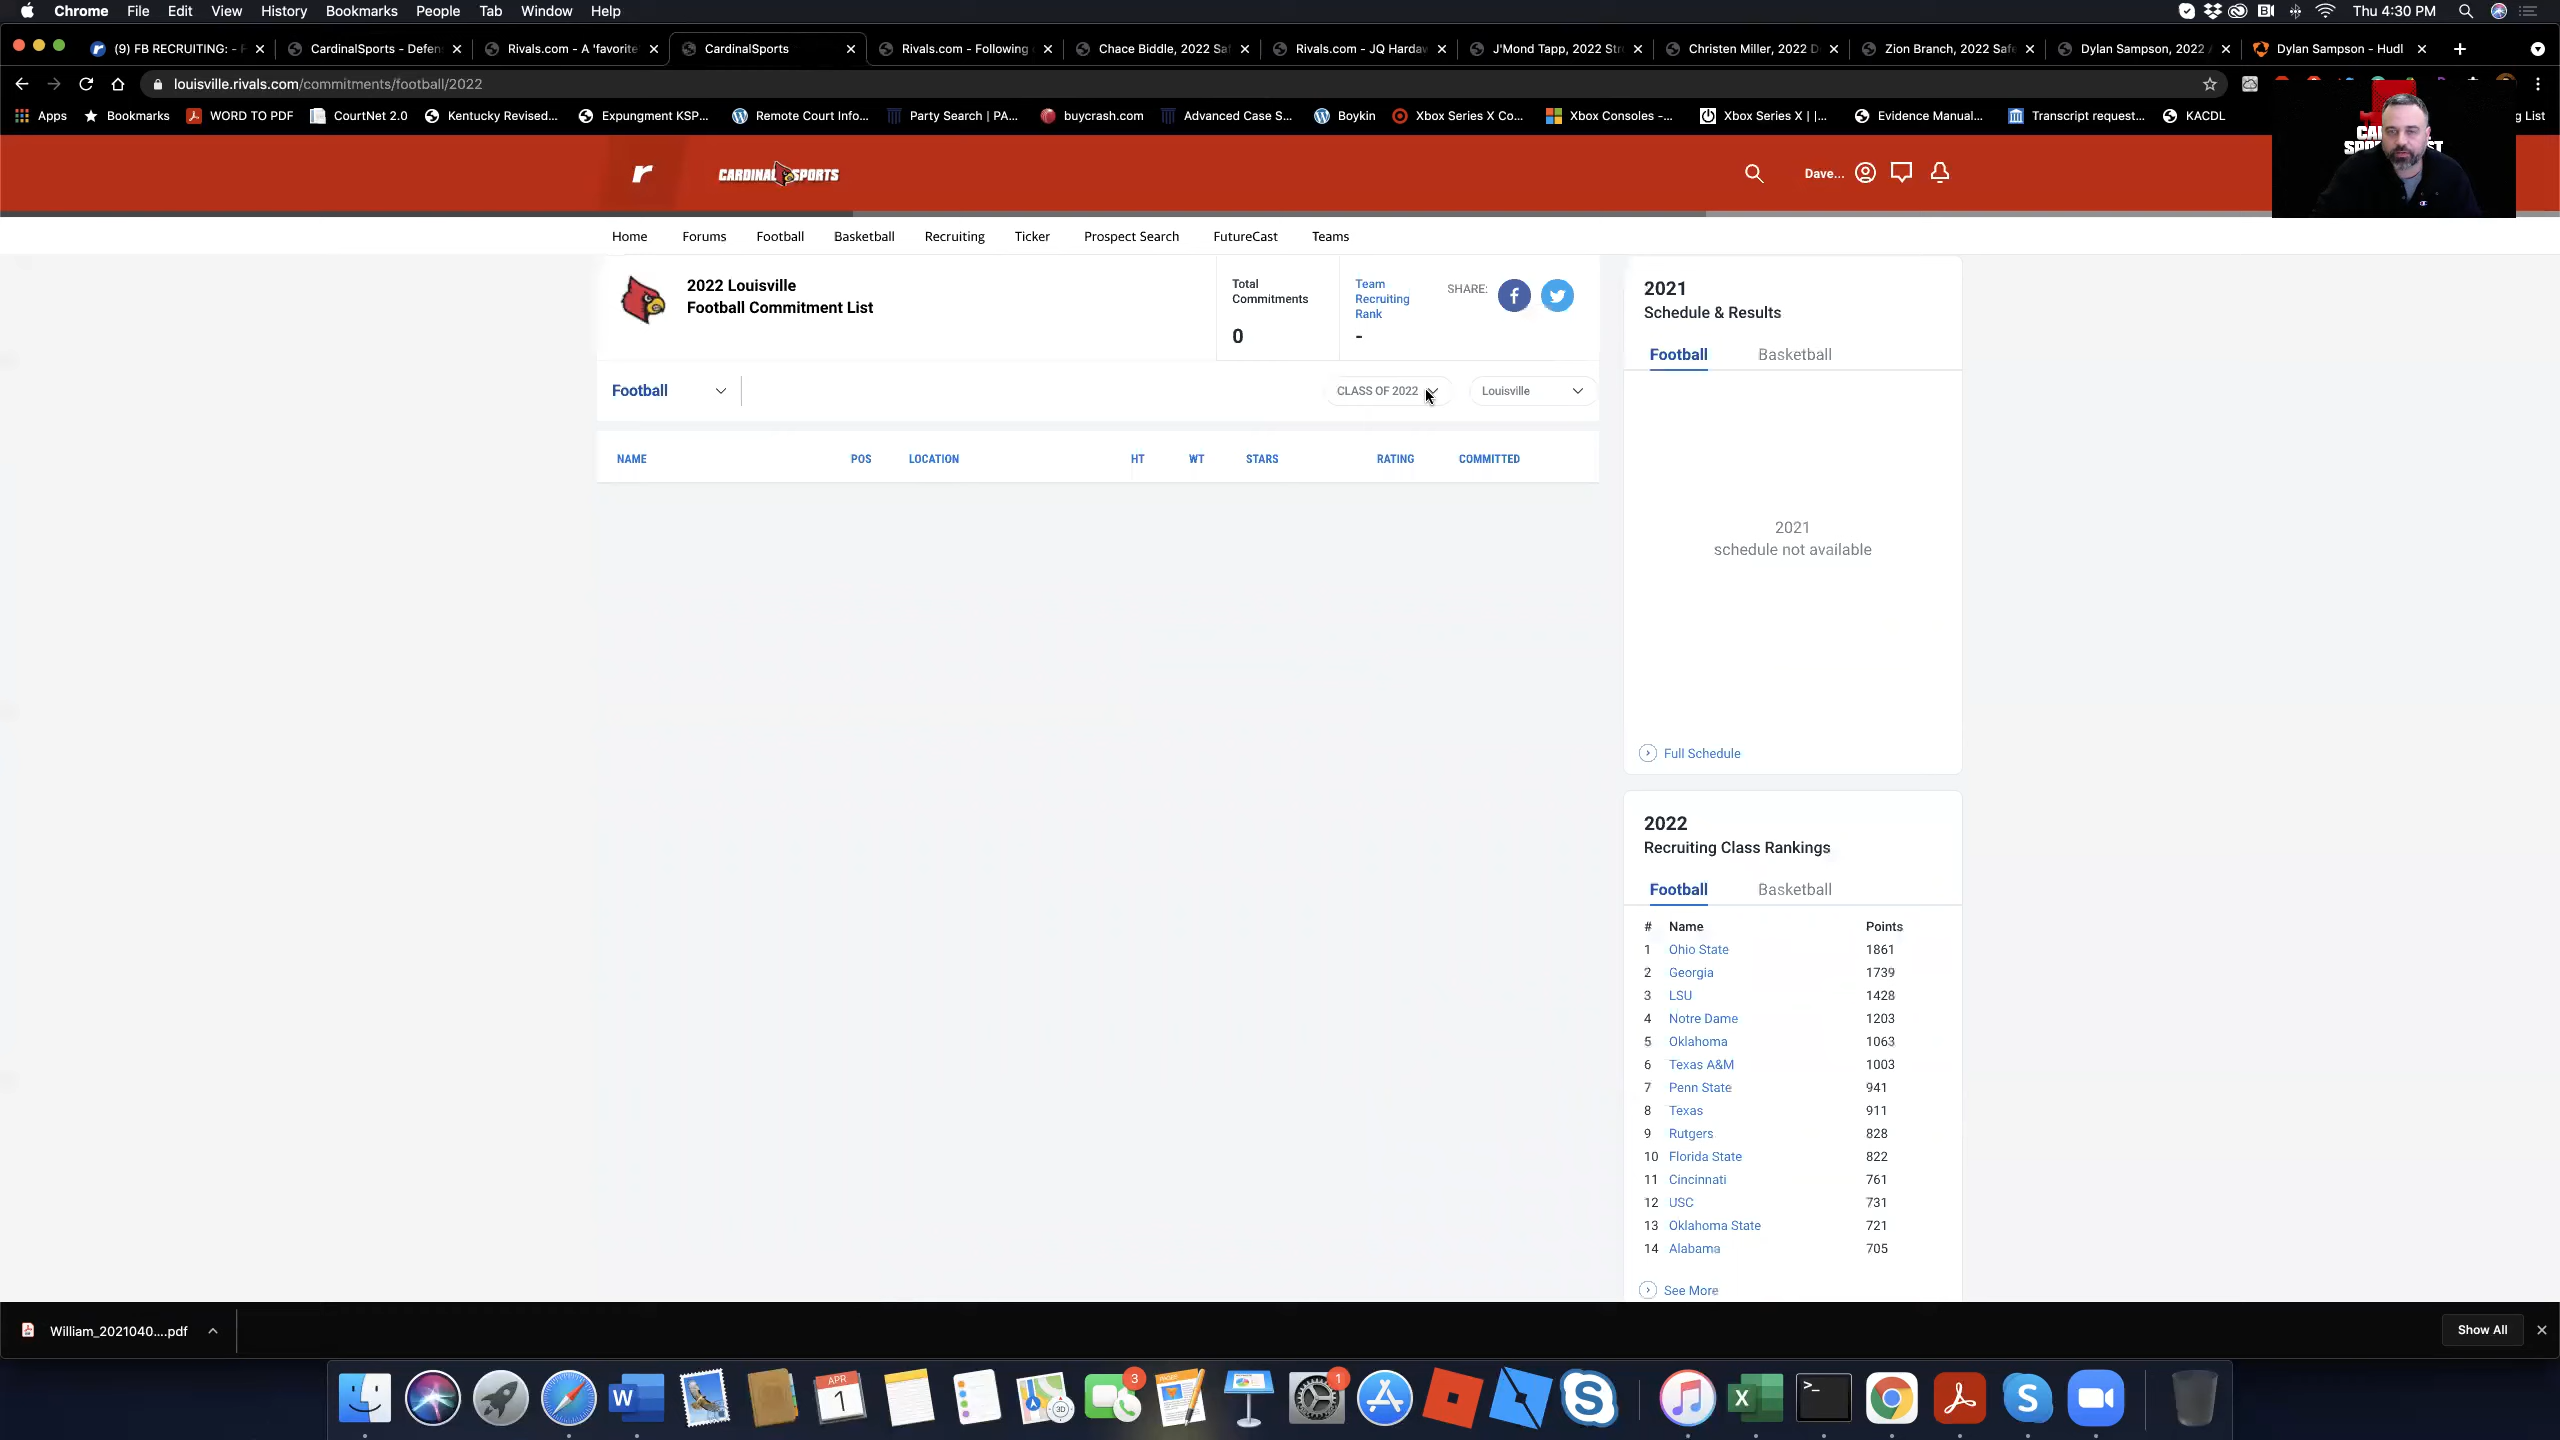 Chrome File Edit View History Bookmarks People Tab Window Help Thu 4:30 PM
(9) FB RECRUITING: - F CardinalSports - Defen Rivals.com - A 'favorite CardinalSports Rivals.com - Following Chace Biddle, 2022 Sa Rivals.com - JQ Hardaw J'Mond Tapp, 2022 Str Christen Miller, 2022 D Zion Branch, 2022 Safe Dylan Sampson, 2022 Dylan Sampson - Hudl
louisville.rivals.com/commitments/football/2022
Apps Bookmarks WORD TO PDF CourtNet 2.0 Kentucky Revised... Expungment KSP... Remote Court Info... Party Search | PA... buycrash.com Advanced Case S... Boykin Xbox Series X Co... Xbox Consoles -... Xbox Series X | |... Evidence Manual... Transcript request... KACDL g List
r CARDINAL SPORTS Dave...
Home Forums Football Basketball Recruiting Ticker Prospect Search FutureCast Teams
2022 Louisville
Football Commitment List
Total
Commitments
0
Team
Recruiting
Rank
-
SHARE:
Football CLASS OF 2022 Louisville
NAME POS LOCATION HT WT STARS RATING COMMITTED
2021
Schedule & Results
Football Basketball
2021
schedule not available
Full Schedule
2022
Recruiting Class Rankings
Football Basketball
# Name Points
1 Ohio State 1861
2 Georgia 1739
3 LSU 1428
4 Notre Dame 1203
5 Oklahoma 1063
6 Texas A&M 1003
7 Penn State 941
8 Texas 911
9 Rutgers 828
10 Florida State 822
11 Cincinnati 761
12 USC 731
13 Oklahoma State 721
14 Alabama 705
See More
William_2021040....pdf Show All
W APR 1 3D 3 1 S X >_ S